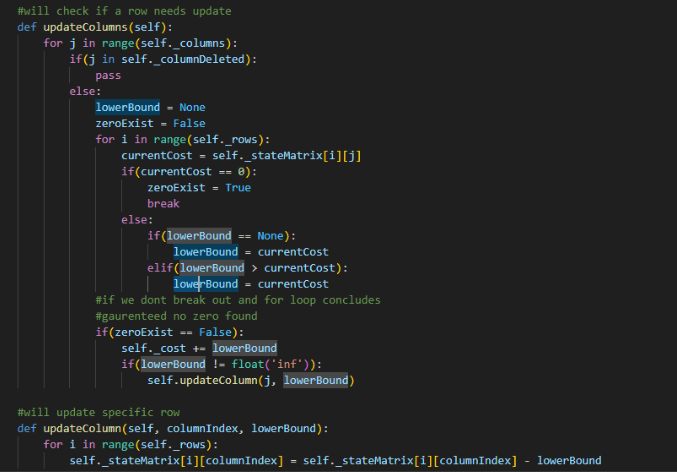 #will check if a row needs update
def updateColumns(self):
    for j in range(self._columns):
        if(j in self._columnDeleted):
            pass
        else:
            lowerBound = None
            zeroExist = False
            for i in range(self._rows):
                currentCost = self._stateMatrix[i][j]
                if(currentCost == 0):
                    zeroExist = True
                    break
                else:
                    if(lowerBound == None):
                        lowerBound = currentCost
                    elif(lowerBound > currentCost):
                        lowerBound = currentCost
            #if we dont break out and for loop concludes
            #gaurenteed no zero found
            if(zeroExist == False):
                self._cost += lowerBound
                if(lowerBound != float('inf')):
                    self.updateColumn(j, lowerBound)
#will update specific row
def updateColumn(self, columnIndex, lowerBound):
    for i in range(self._rows):
        self._stateMatrix[i][columnIndex] = self._stateMatrix[i][columnIndex] - lowerBound